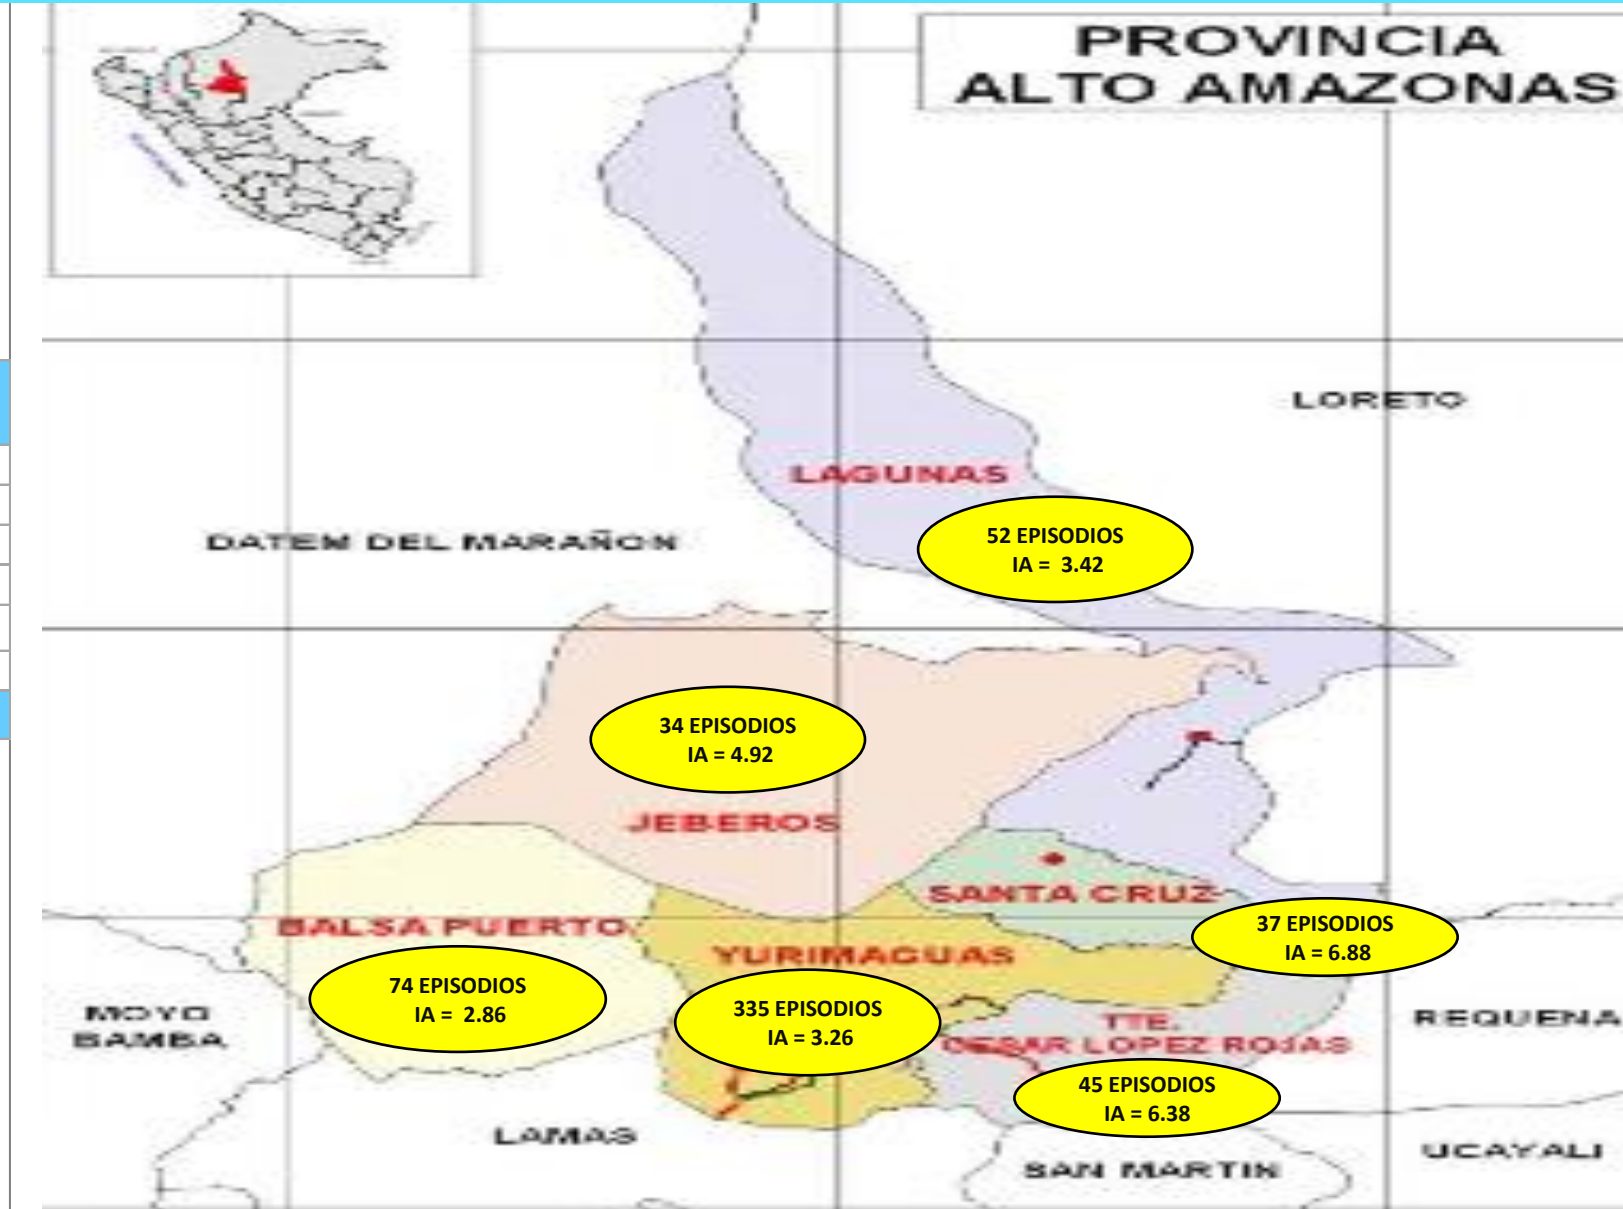 PROVINCIA
ALTO AMAZONAS
LORETO
LAGUNAS
52 EPISODIOS
IA =  3.42
DATEM DEL MARAÑON
34 EPISODIOS
IA = 4.92
JEBEROS
SANTA CRUZ
BALSA PUERTO
37 EPISODIOS
IA = 6.88
YURIMAGUAS
74 EPISODIOS
IA =  2.86
335 EPISODIOS
IA = 3.26
MOYO
BAMBA
TTE.
CESAR LOPEZ ROJAS
REQUENA
45 EPISODIOS
IA = 6.38
LAMAS
SAN MARTIN
UCAYALI